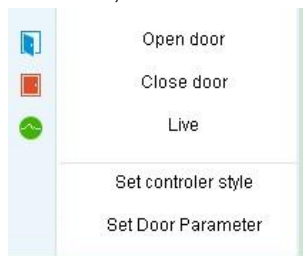 Open door
Close door
Live
Set controler style
Set Door Parameter